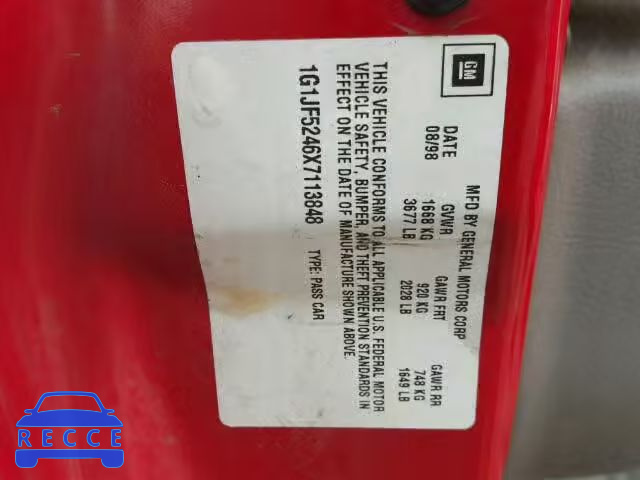 GM
MFD BY GENERAL MOTORS CORP
DATE GVWR GAWR FRT GAWR RR
08/98 1668 KG 920 KG 748 KG
3677 LB 2028 LB 1649 LB
THIS VEHICLE CONFORMS TO ALL APPLICABLE U.S. FEDERAL MOTOR
VEHICLE SAFETY, BUMPER, AND THEFT PREVENTION STANDARDS IN
EFFECT ON THE DATE OF MANUFACTURE SHOWN ABOVE.
1G1JF5246X7113848 TYPE: PASS CAR
RECCE